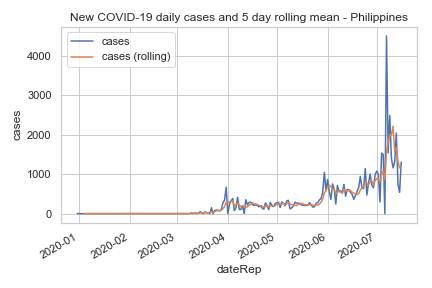 New COVID-19 daily cases and 5 day rolling mean - Philippines
cases
cases (rolling)
4000
3000
2000
1000
0
cases
2020-01
2020-02
2020-03
2020-04
2020-05
2020-06
2020-07
dateRep